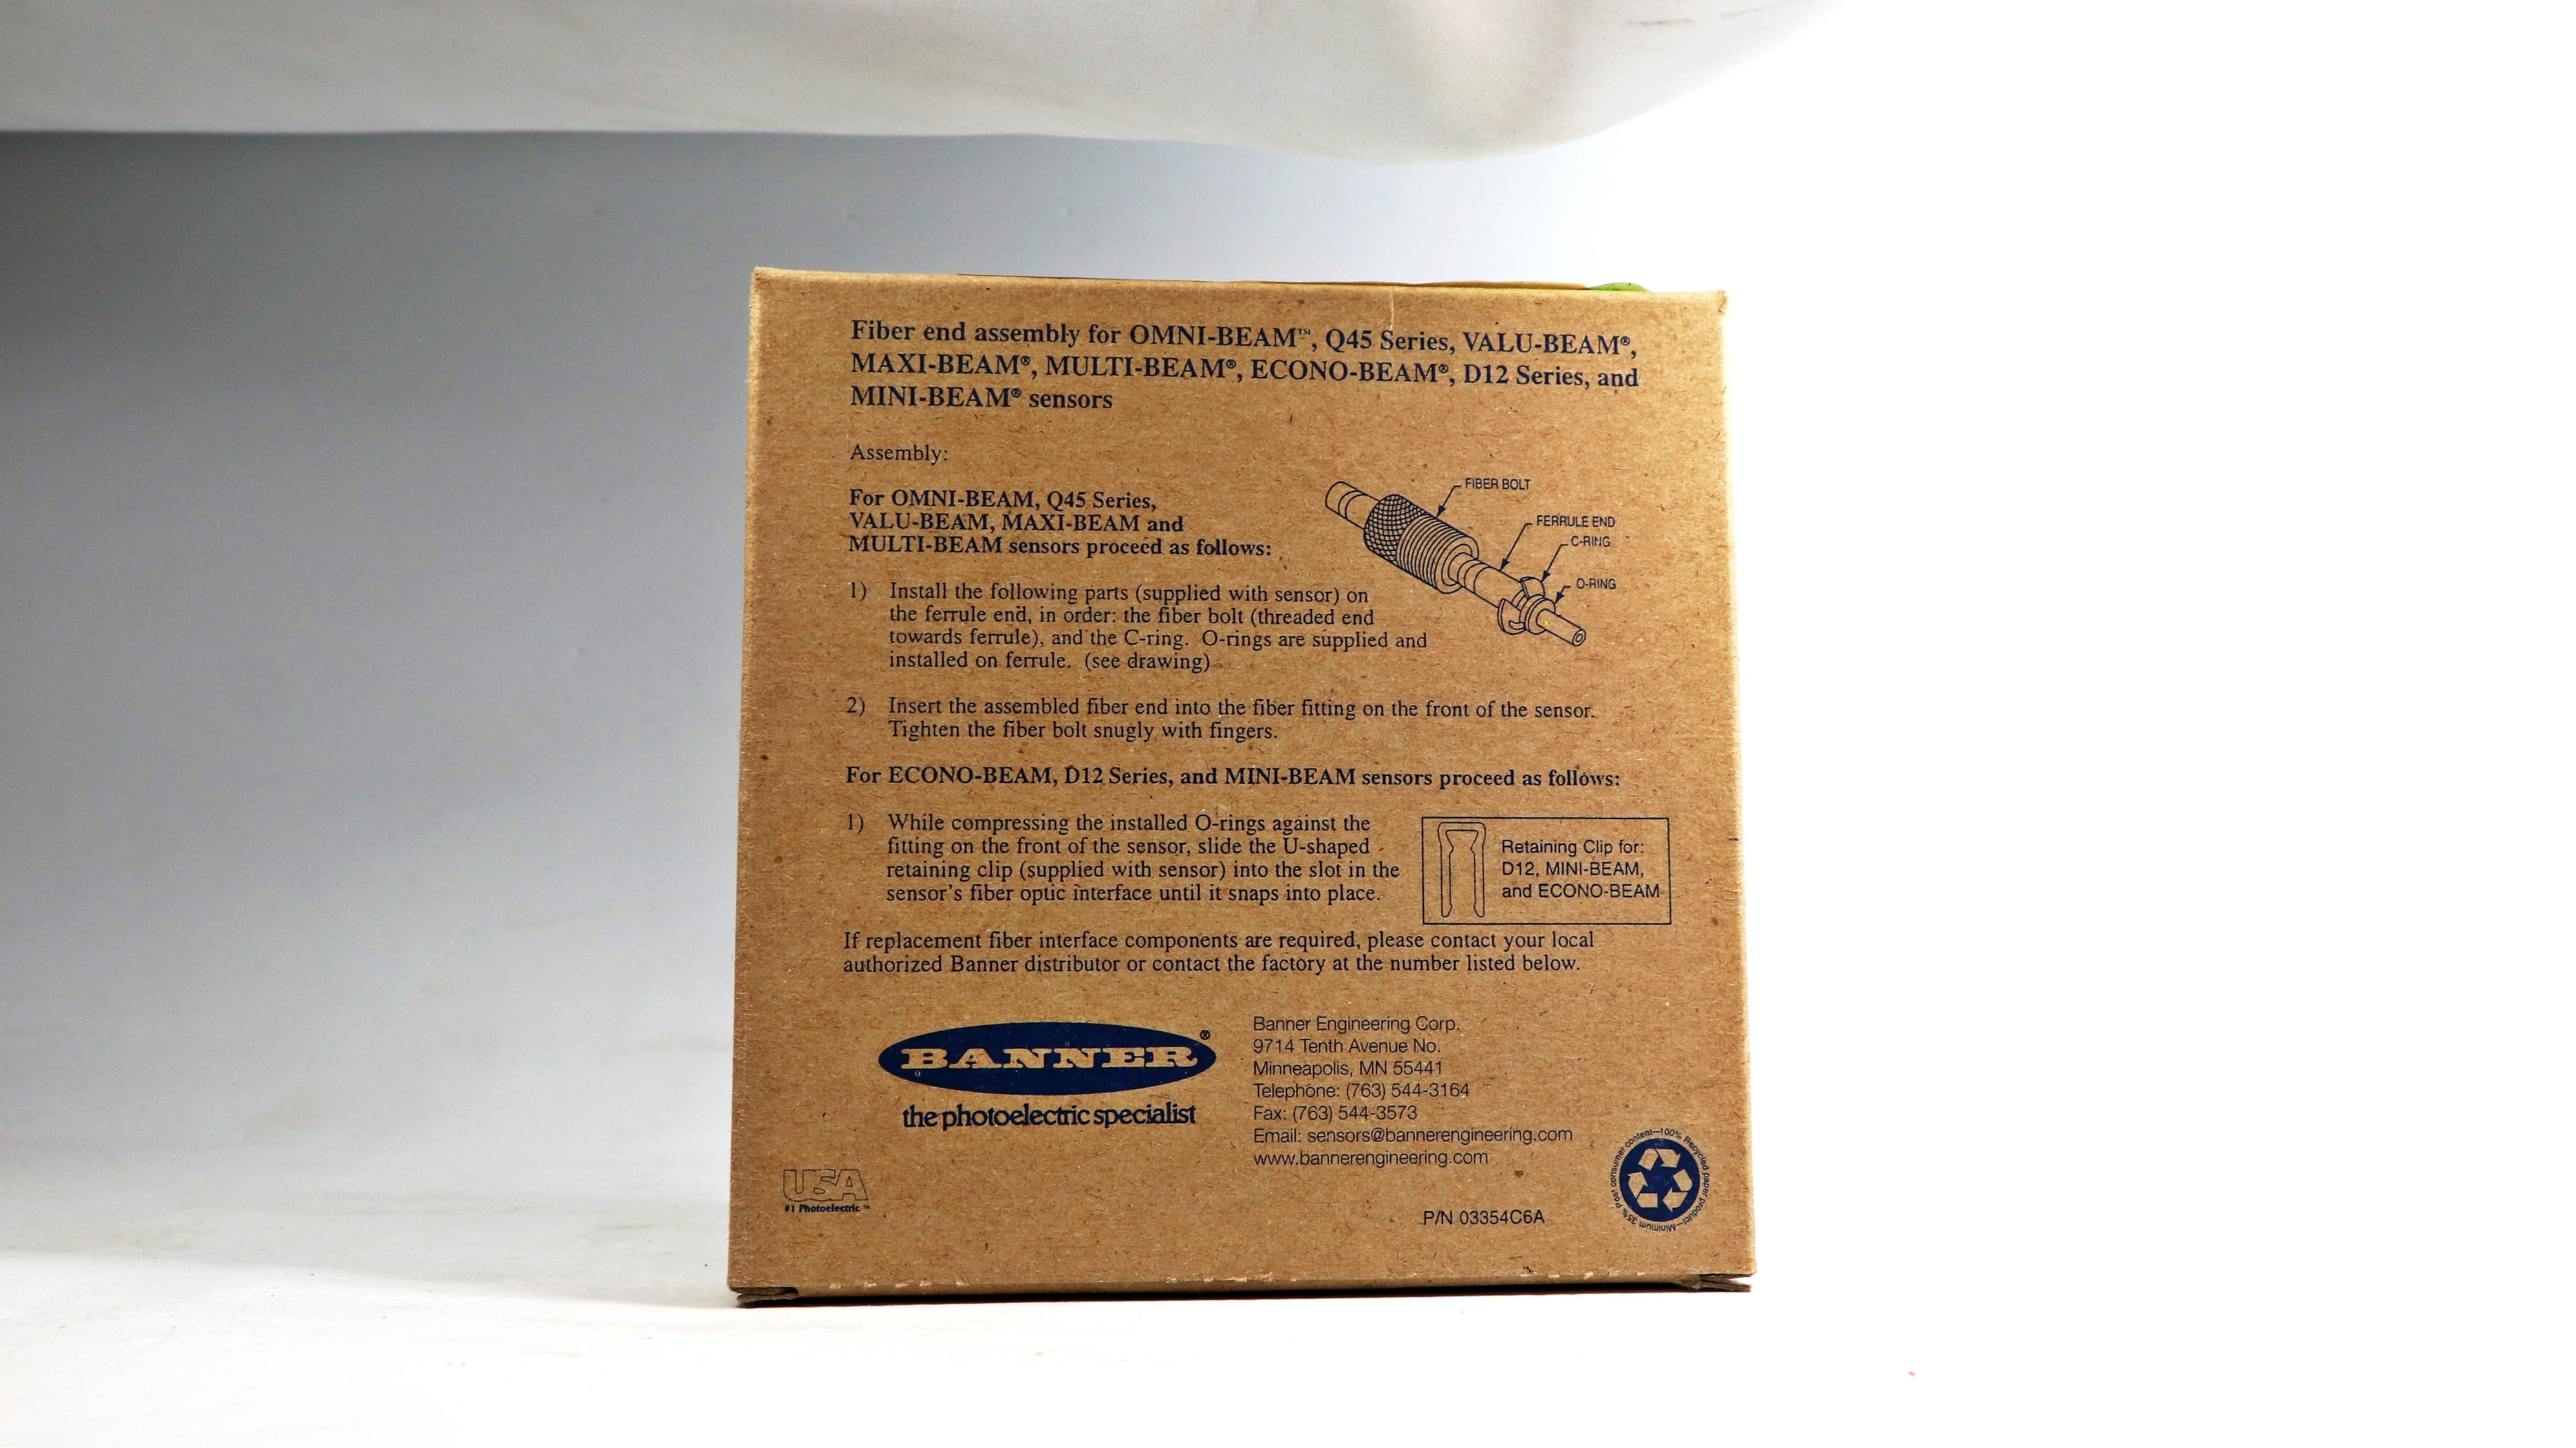 Fiber end assembly for OMNI-BEAM™, Q45 Series, VALU-BEAM®,
MAXI-BEAM®, MULTI-BEAM®, ECONO-BEAM®, D12 Series, and
MINI-BEAM® sensors
Assembly:
For OMNI-BEAM, Q45 Series,
VALU-BEAM, MAXI-BEAM and
MULTI-BEAM sensors proceed as follows:
FIBER BOLT
FERRULE END
C-RING
O-RING
1) Install the following parts (supplied with sensor) on
the ferrule end, in order: the fiber bolt (threaded end
towards ferrule), and the C-ring. O-rings are supplied and
installed on ferrule. (see drawing)
2) Insert the assembled fiber end into the fiber fitting on the front of the sensor.
Tighten the fiber bolt snugly with fingers.
For ECONO-BEAM, D12 Series, and MINI-BEAM sensors proceed as follows:
1) While compressing the installed O-rings against the
fitting on the front of the sensor, slide the U-shaped
retaining clip (supplied with sensor) into the slot in the
sensor's fiber optic interface until it snaps into place.
Retaining Clip for:
D12, MINI-BEAM,
and ECONO-BEAM
If replacement fiber interface components are required, please contact your local
authorized Banner distributor or contact the factory at the number listed below.
BANNER®
the photoelectric specialist
Banner Engineering Corp.
9714 Tenth Avenue No.
Minneapolis, MN 55441
Telephone: (763) 544-3164
Fax: (763) 544-3573
Email: sensors@bannerengineering.com
www.bannerengineering.com
USA
#1 Photoelectric™
P/N 03354C6A
100% Recycled paper product—Minimum 35% Post consumer content—